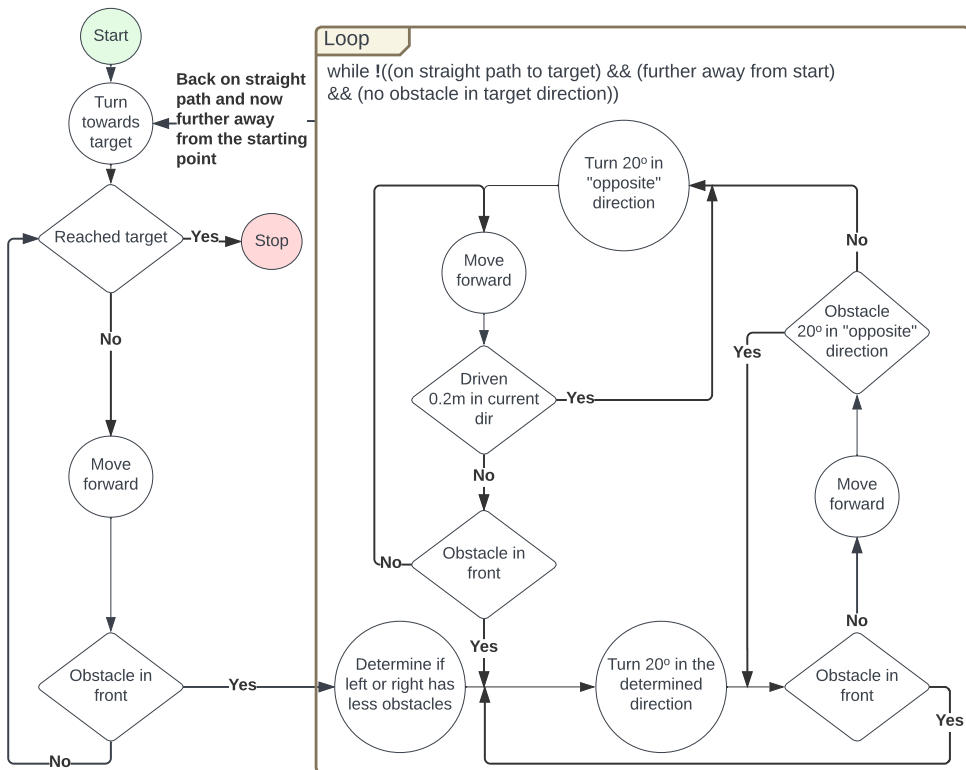 Start
Turn
towards
target
Back on straight
path and now
further away
from the starting
point
Reached target
Yes
Stop
No
Move
forward
Obstacle in
front
Yes
No
Loop
while !((on straight path to target) && (further away from start)
&& (no obstacle in target direction))
Turn 20º in
"opposite"
direction
Move
forward
Driven
0.2m in current
dir
Yes
No
Obstacle in
front
No
Yes
Determine if
left or right has
less obstacles
Turn 20º in the
determined
direction
Obstacle in
front
Yes
No
Move
forward
Obstacle
20º in "opposite"
direction
Yes
No